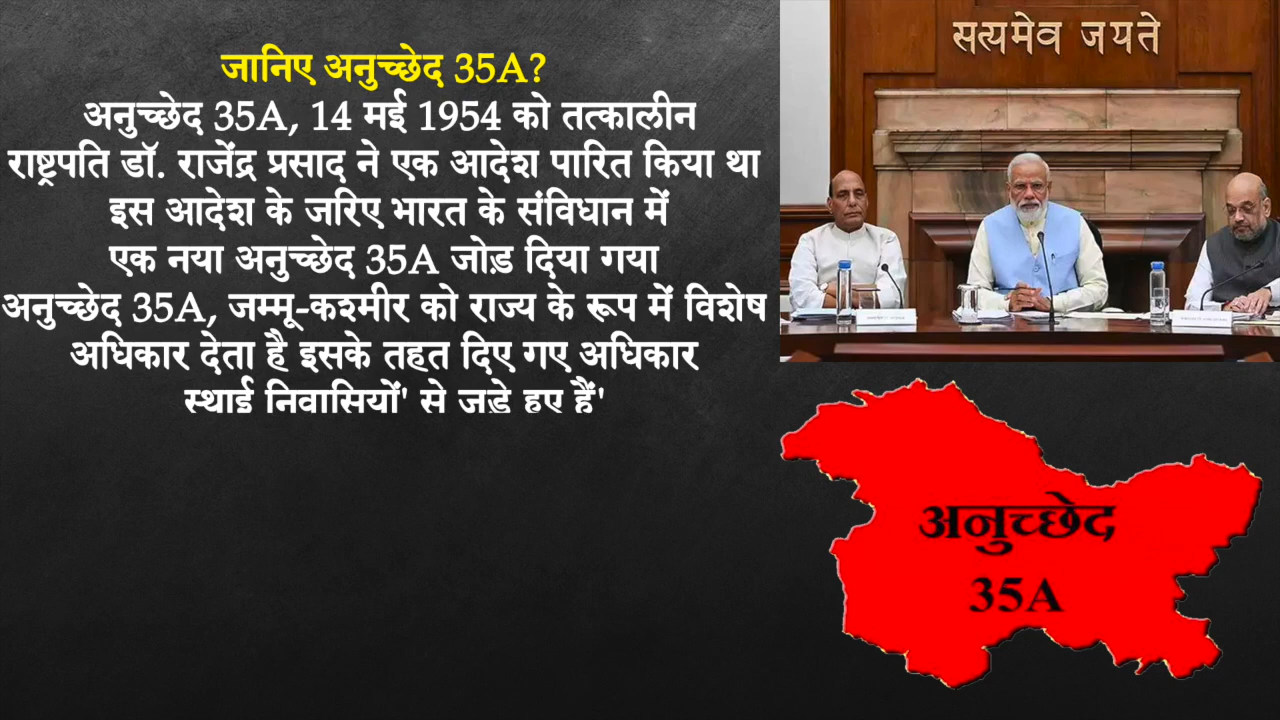 जानिए अनुच्छेद 35A?
अनुच्छेद 35A, 14 मई 1954 को तत्कालीन
राष्ट्रपति डॉ. राजेंद्र प्रसाद ने एक आदेश पारित किया था
इस आदेश के जरिए भारत के संविधान में
एक नया अनुच्छेद 35A जोड़ दिया गया
अनुच्छेद 35A, जम्मू-कश्मीर को राज्य के रूप में विशेष
अधिकार देता है इसके तहत दिए गए अधिकार
स्थाई निवासियों' से जुड़े हुए हैं'
सत्यमेव जयते
अनुच्छेद
35A